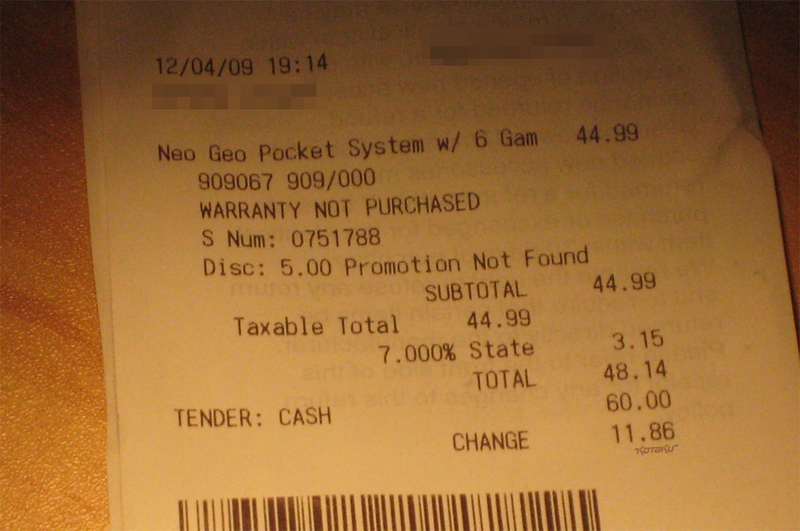 12/04/09 19:14
Neo Geo Pocket System w/ 6 Gam 44.99
909067 909/000
WARRANTY NOT PURCHASED
S Num: 0751788
Disc: 5.00 Promotion Not Found
SUBTOTAL 44.99
Taxable Total 44.99
7.000% State 3.15
TOTAL 48.14
TENDER: CASH 60.00
CHANGE 11.86
KOTAKU